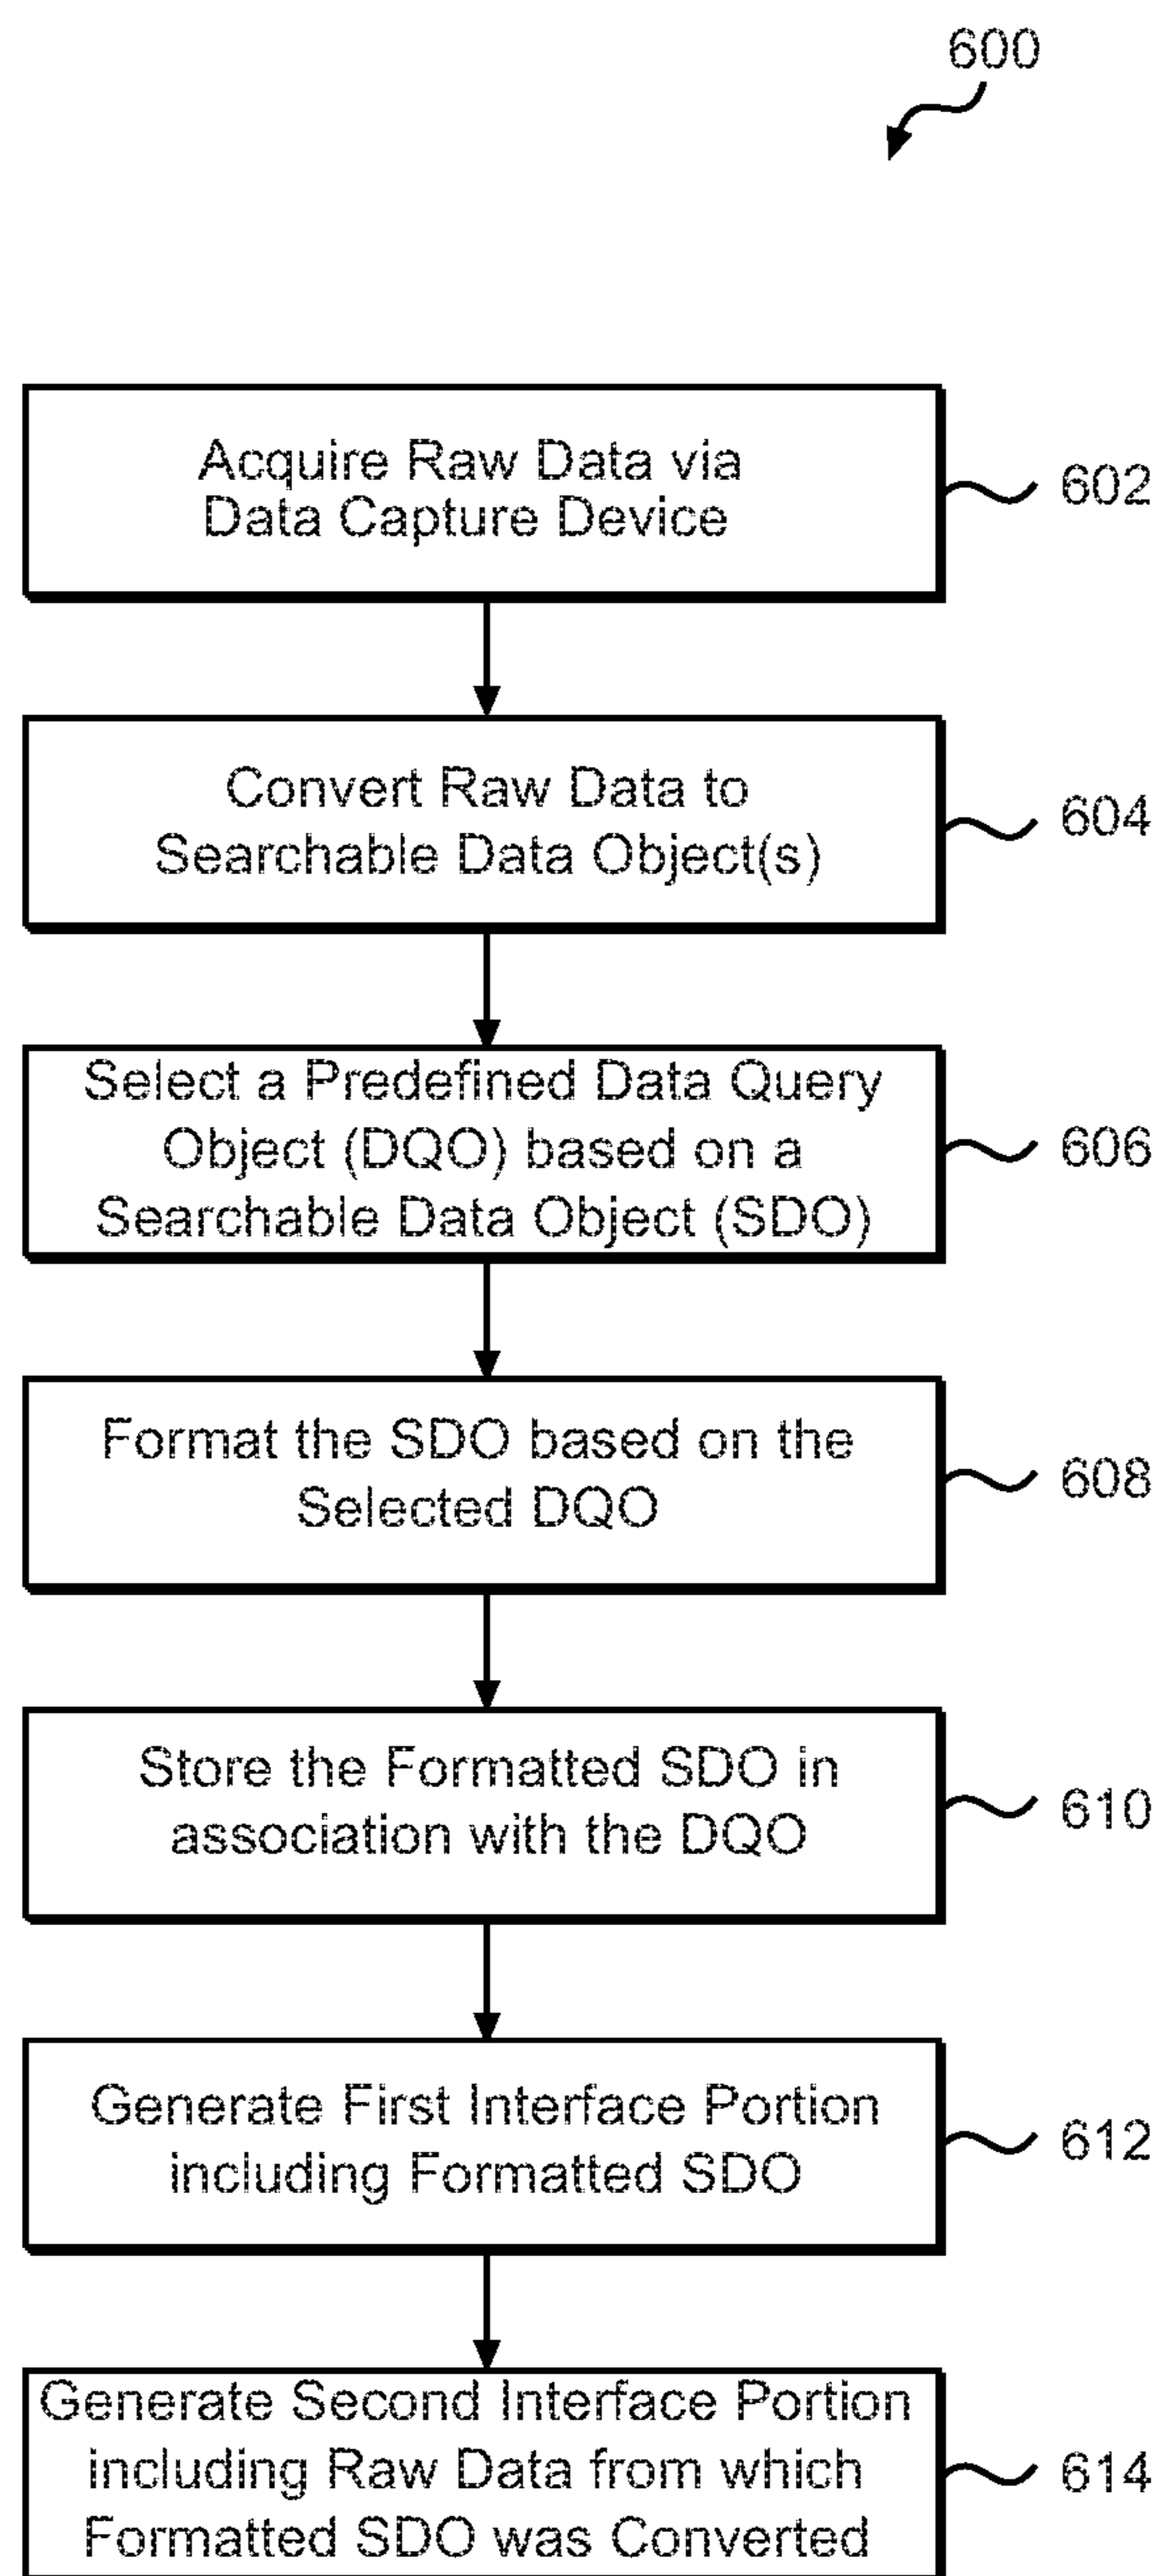 600
Acquire Raw Data via
Data Capture Device
602
Convert Raw Data to
Searchable Data Object(s)
604
Select a Predefined Data Query
Object (DQO) based on a
Searchable Data Object (SDO)
606
Format the SDO based on the
Selected DQO
608
Store the Formatted SDO in
association with the DQO
610
Generate First Interface Portion
including Formatted SDO
612
Generate Second Interface Portion
including Raw Data from which
Formatted SDO was Converted
614